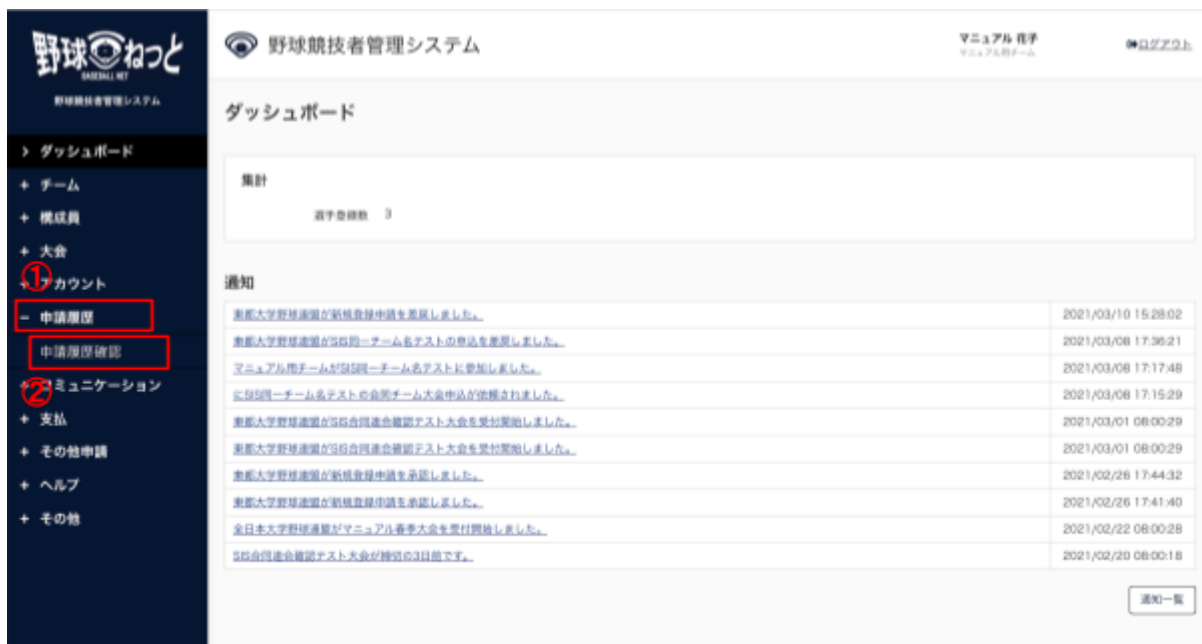 野球ねっと
BASEBALL NET
野球競技者管理システム
野球競技者管理システム
マニュアル 花子
マニュアル用チーム
ログアウト
> ダッシュボード
+ チーム
+ 構成員
+ 大会
① アカウント
- 申請履歴
申請履歴確認
② コミュニケーション
+ 支払
+ その他申請
+ ヘルプ
+ その他
ダッシュボード
集計
選手登録数 3
通知
東都大学野球連盟が新規登録申請を差戻しました。 2021/03/10 15:28:02
東都大学野球連盟がSIS同一チーム名テストの申込を差戻しました。 2021/03/08 17:36:21
マニュアル用チームがSIS同一チーム名テストに参加しました。 2021/03/08 17:17:48
にSIS同一チーム名テストの合同チーム大会申込が依頼されました。 2021/03/08 17:15:29
東都大学野球連盟がSIS合同連合確認テスト大会を受付開始しました。 2021/03/01 08:00:29
東都大学野球連盟がSIS合同連合確認テスト大会を受付開始しました。 2021/03/01 08:00:29
東都大学野球連盟が新規登録申請を承認しました。 2021/02/26 17:44:32
東都大学野球連盟が新規登録申請を承認しました。 2021/02/26 17:41:40
全日本大学野球連盟がマニュアル春季大会を受付開始しました。 2021/02/22 08:00:28
SIS合同連合確認テスト大会が締切の3日前です。 2021/02/20 08:00:18
通知一覧